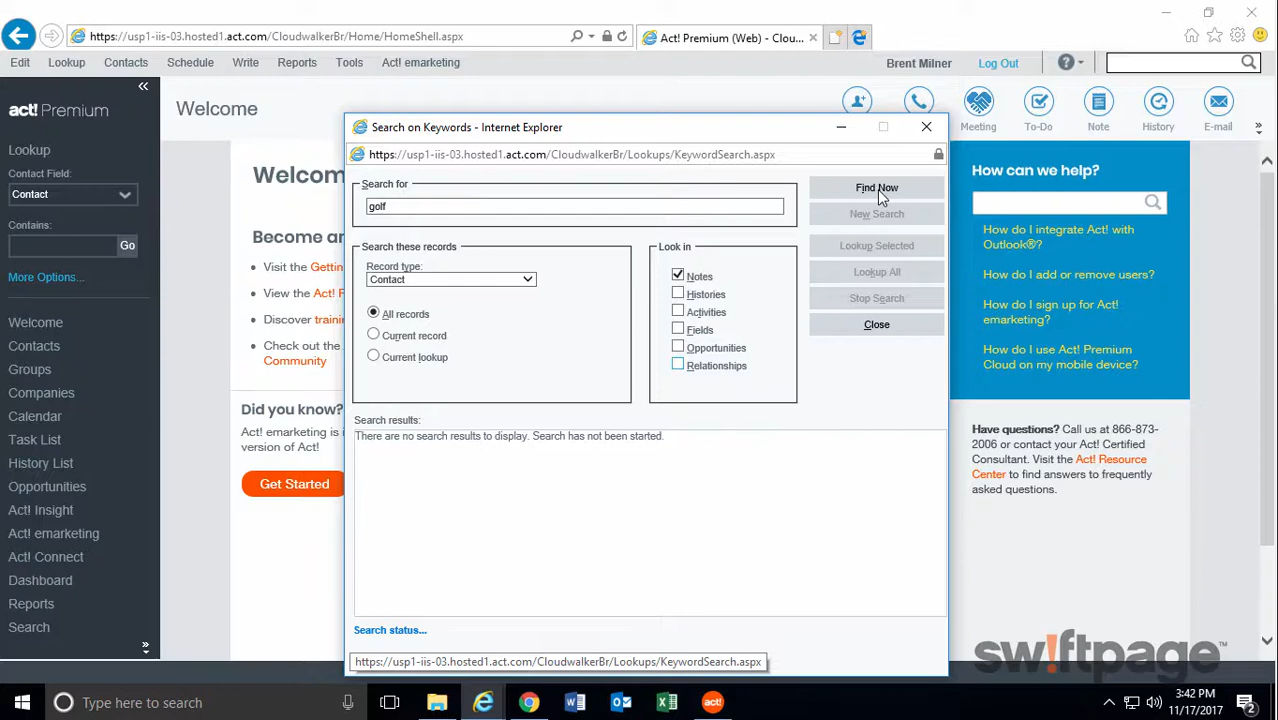 https://usp1-iis-03.hosted1.act.com/CloudwalkerBr/Home/HomeShell.aspx
Act! Premium (Web) - Clou...
Edit Lookup Contacts Schedule Write Reports Tools Act! emarketing
Brent Milner Log Out
act! Premium
Welcome
Meeting To-Do Note History E-mail
Lookup
Contact Field:
Contact
Contains:
Go
More Options...
Welcome
Contacts
Groups
Companies
Calendar
Task List
History List
Opportunities
Act! Insight
Act! emarketing
Act! Connect
Dashboard
Reports
Search
Welcom
Become an
Visit the Gettin
View the Act! F
Discover trainin
Check out the
Community
Did you know?
Act! emarketing is i
version of Act!
Get Started
Search on Keywords - Internet Explorer
https://usp1-iis-03.hosted1.act.com/CloudwalkerBr/Lookups/KeywordSearch.aspx
Search for
golf
Find Now
New Search
Lookup Selected
Lookup All
Stop Search
Close
Search these records
Record type:
Contact
All records
Current record
Current lookup
Look in
Notes
Histories
Activities
Fields
Opportunities
Relationships
Search results:
There are no search results to display. Search has not been started.
Search status...
https://usp1-iis-03.hosted1.act.com/CloudwalkerBr/Lookups/KeywordSearch.aspx
How can we help?
How do I integrate Act! with
Outlook®?
How do I add or remove users?
How do I sign up for Act!
emarketing?
How do I use Act! Premium
Cloud on my mobile device?
Have questions? Call us at 866-873-
2006 or contact your Act! Certified
Consultant. Visit the Act! Resource
Center to find answers to frequently
asked questions.
sw!ftpage
Type here to search
3:42 PM
11/17/2017
2